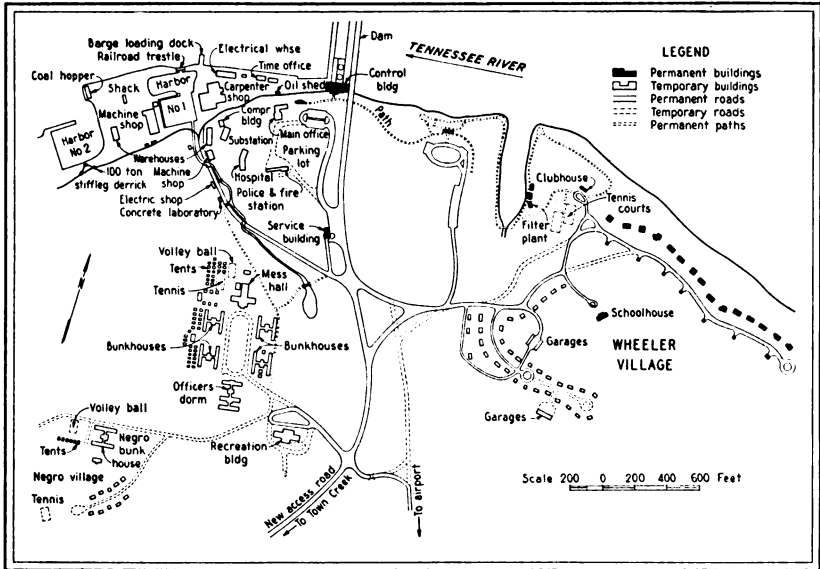 Barge loading dock
Railroad trestle
Electrical whse
Time office
Dam
TENNESSEE RIVER
LEGEND
Permanent buildings
Temporary buildings
Permanent roads
Temporary roads
Permanent paths
Coal hopper
Shack
Harbor
No 1
Carpenter
shop
Oil shed
Control
bldg
Machine
shop
Compr
bldg
Main office
Path
Harbor
No 2
Substation
Parking
lot
Warehouses
100 ton
stiffleg derrick
Machine
shop
Hospital
Police & fire
station
Electric shop
Concrete laboratory
Clubhouse
Tennis
courts
Filter
plant
Service
building
Volley ball
Tents
Tennis
Mess
hall
Schoolhouse
Bunkhouses
Bunkhouses
Garages
WHEELER
VILLAGE
Officers
dorm
Garages
Volley ball
Negro
bunk
house
Tents
Recreation
bldg
Negro village
Tennis
New access road
To Town Creek
To airport
Scale 200 0 200 400 600 Feet